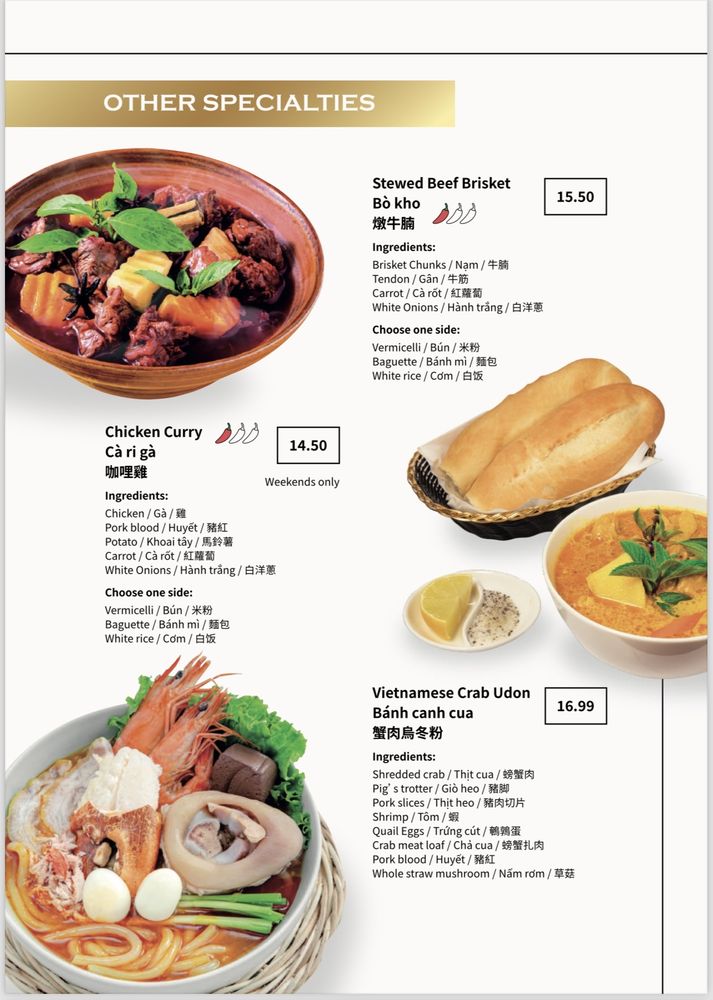 OTHER SPECIALTIES
Stewed Beef Brisket
Bò kho
燉牛腩
15.50
Ingredients:
Brisket Chunks / Nạm / 牛腩
Tendon / Gân / 牛筋
Carrot / Cà rốt / 紅蘿蔔
White Onions / Hành trắng / 白洋蔥
Choose one side:
Vermicelli / Bún / 米粉
Baguette / Bánh mì / 麵包
White rice / Cơm / 白饭
Chicken Curry
Cà ri gà
咖哩雞
14.50
Weekends only
Ingredients:
Chicken / Gà / 雞
Pork blood / Huyết / 豬紅
Potato / Khoai tây / 馬鈴薯
Carrot / Cà rốt / 紅蘿蔔
White Onions / Hành trắng / 白洋蔥
Choose one side:
Vermicelli / Bún / 米粉
Baguette / Bánh mì / 麵包
White rice / Cơm / 白饭
Vietnamese Crab Udon
Bánh canh cua
蟹肉烏冬粉
16.99
Ingredients:
Shredded crab / Thịt cua / 螃蟹肉
Pig’s trotter / Giò heo / 豬脚
Pork slices / Thịt heo / 豬肉切片
Shrimp / Tôm / 蝦
Quail Eggs / Trứng cút / 鵪鶉蛋
Crab meat loaf / Chả cua / 螃蟹扎肉
Pork blood / Huyết / 豬紅
Whole straw mushroom / Nấm rơm / 草菇